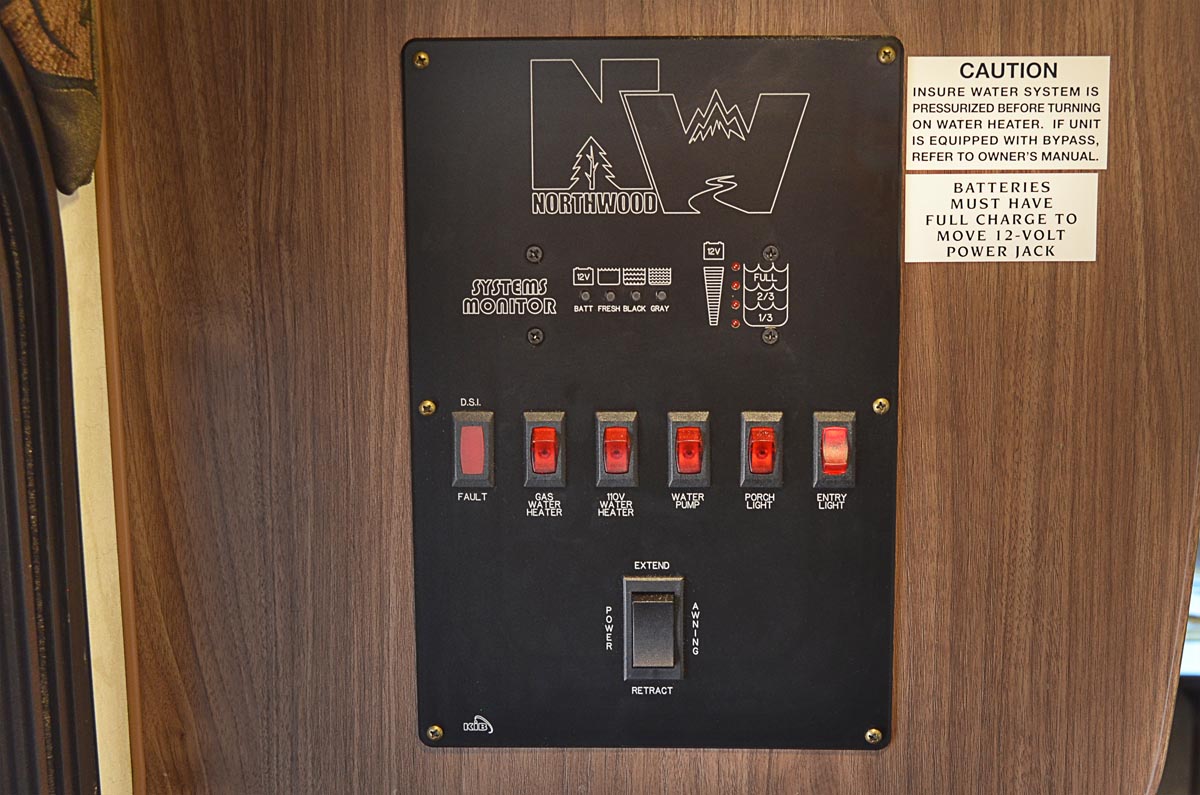 NW
NORTHWOOD
SYSTEMS
MONITOR
12V
BATT FRESH BLACK GRAY
12V
FULL
2/3
1/3
D.S.I.
FAULT
GAS
WATER
HEATER
110V
WATER
HEATER
WATER
PUMP
PORCH
LIGHT
ENTRY
LIGHT
EXTEND
POWER
AWNING
RETRACT
KIB
CAUTION
INSURE WATER SYSTEM IS
PRESSURIZED BEFORE TURNING
ON WATER HEATER. IF UNIT
IS EQUIPPED WITH BYPASS,
REFER TO OWNER'S MANUAL.
BATTERIES
MUST HAVE
FULL CHARGE TO
MOVE 12-VOLT
POWER JACK